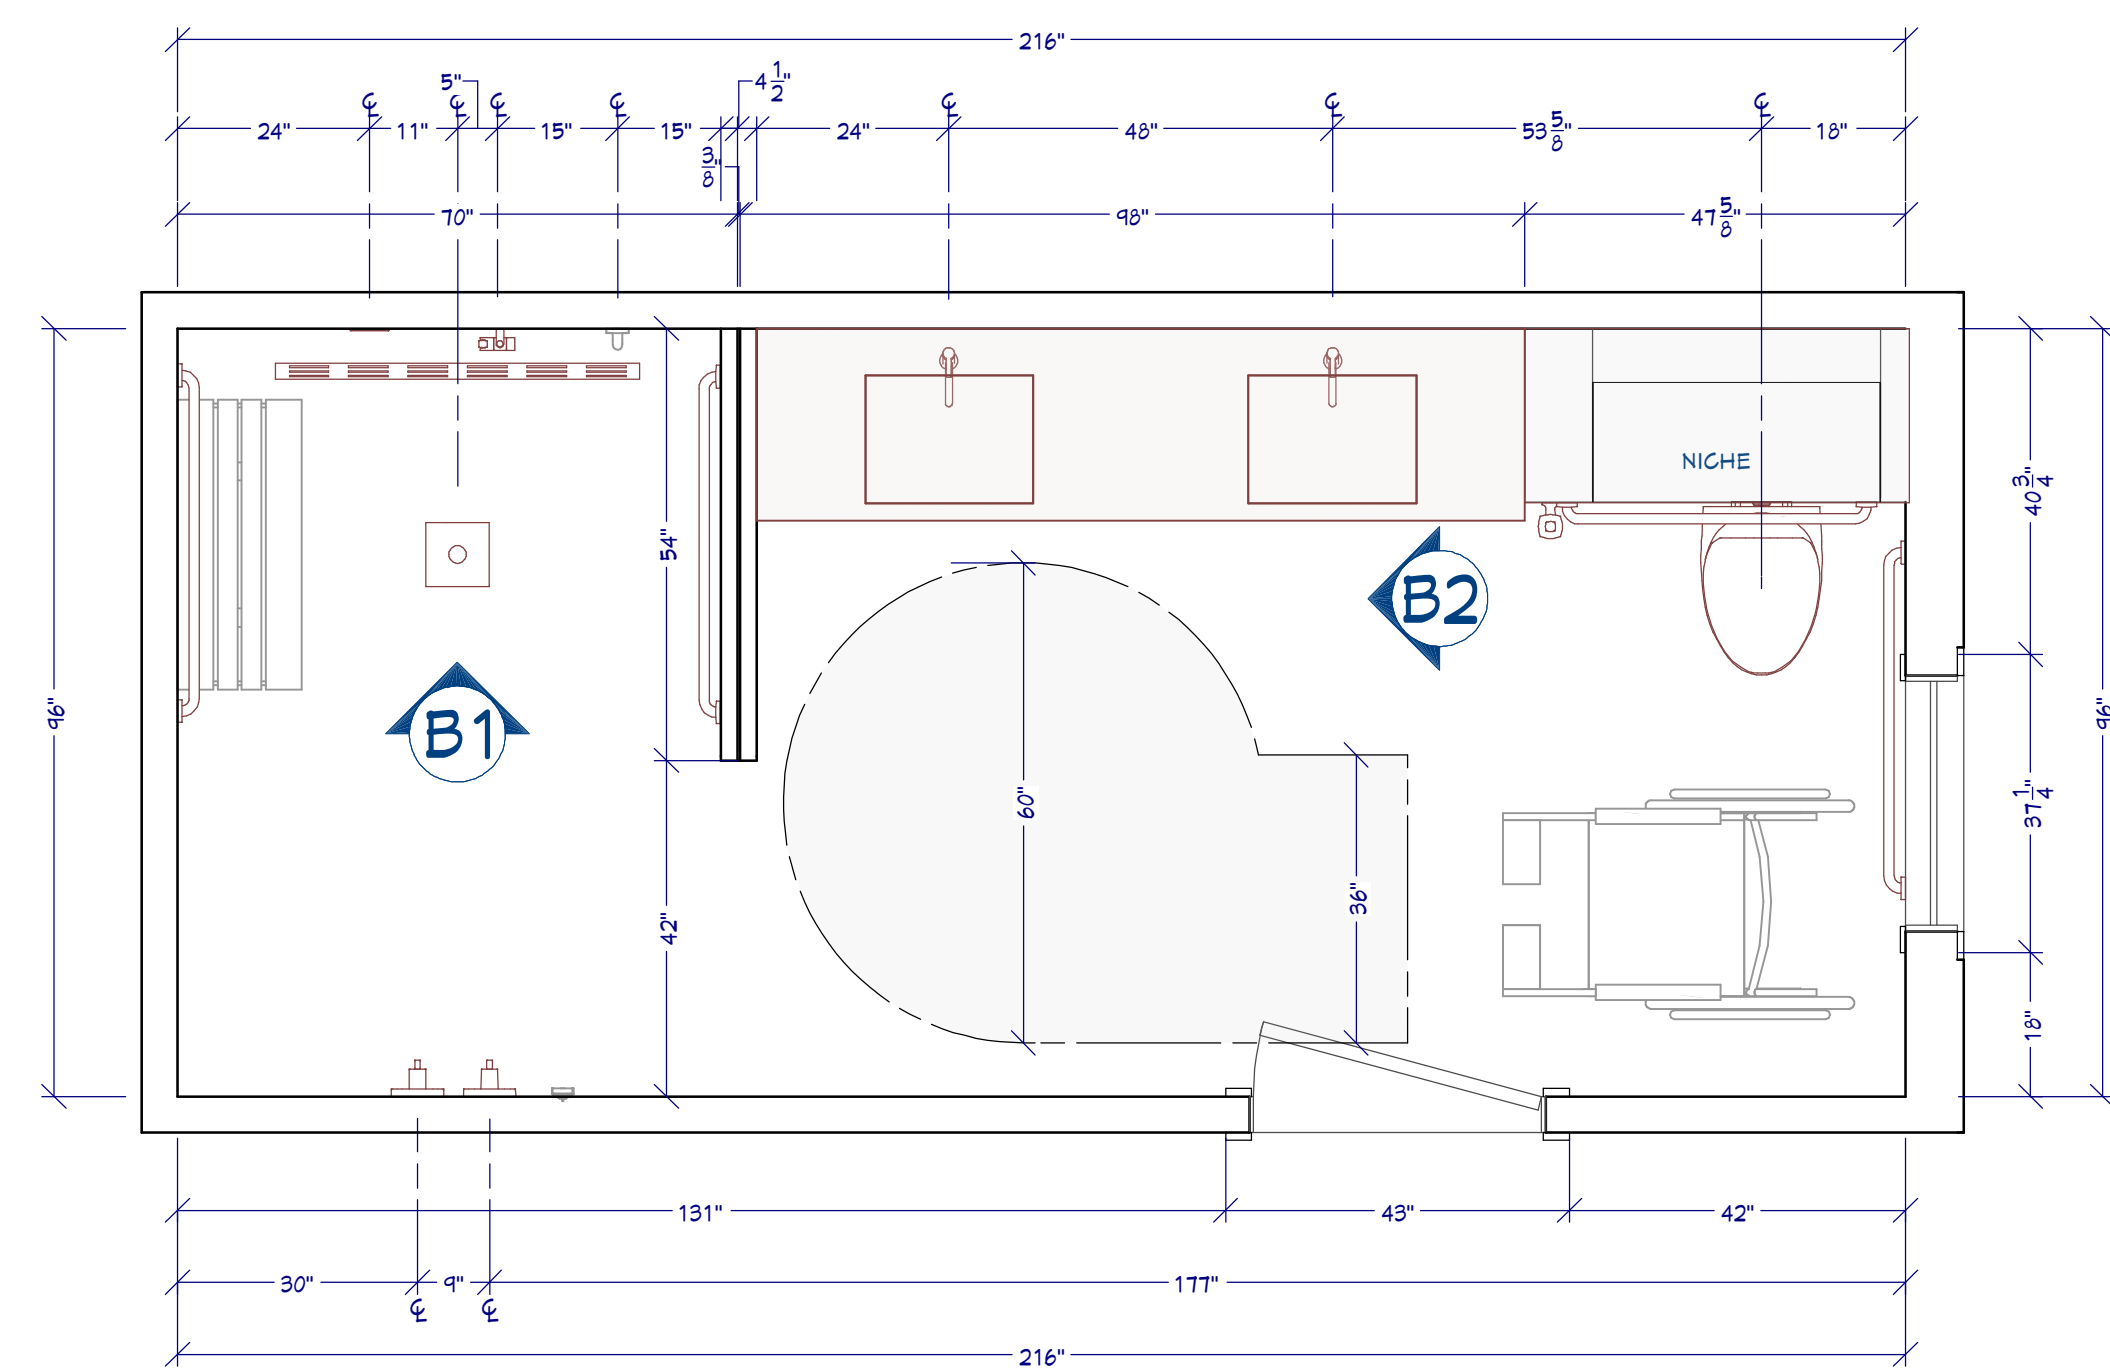 216"
5"
4 1/2"
℄ ℄ ℄ ℄ ℄ ℄ ℄
24" 11" 15" 15" 24" 48" 53 5/8" 18"
3/8"
70" 98" 47 5/8"
NICHE
40 3/4"
54"
B2
96"
B1
96"
60"
37 1/4"
36"
42"
18"
131" 43" 42"
30" 9" 177"
℄ ℄
216"